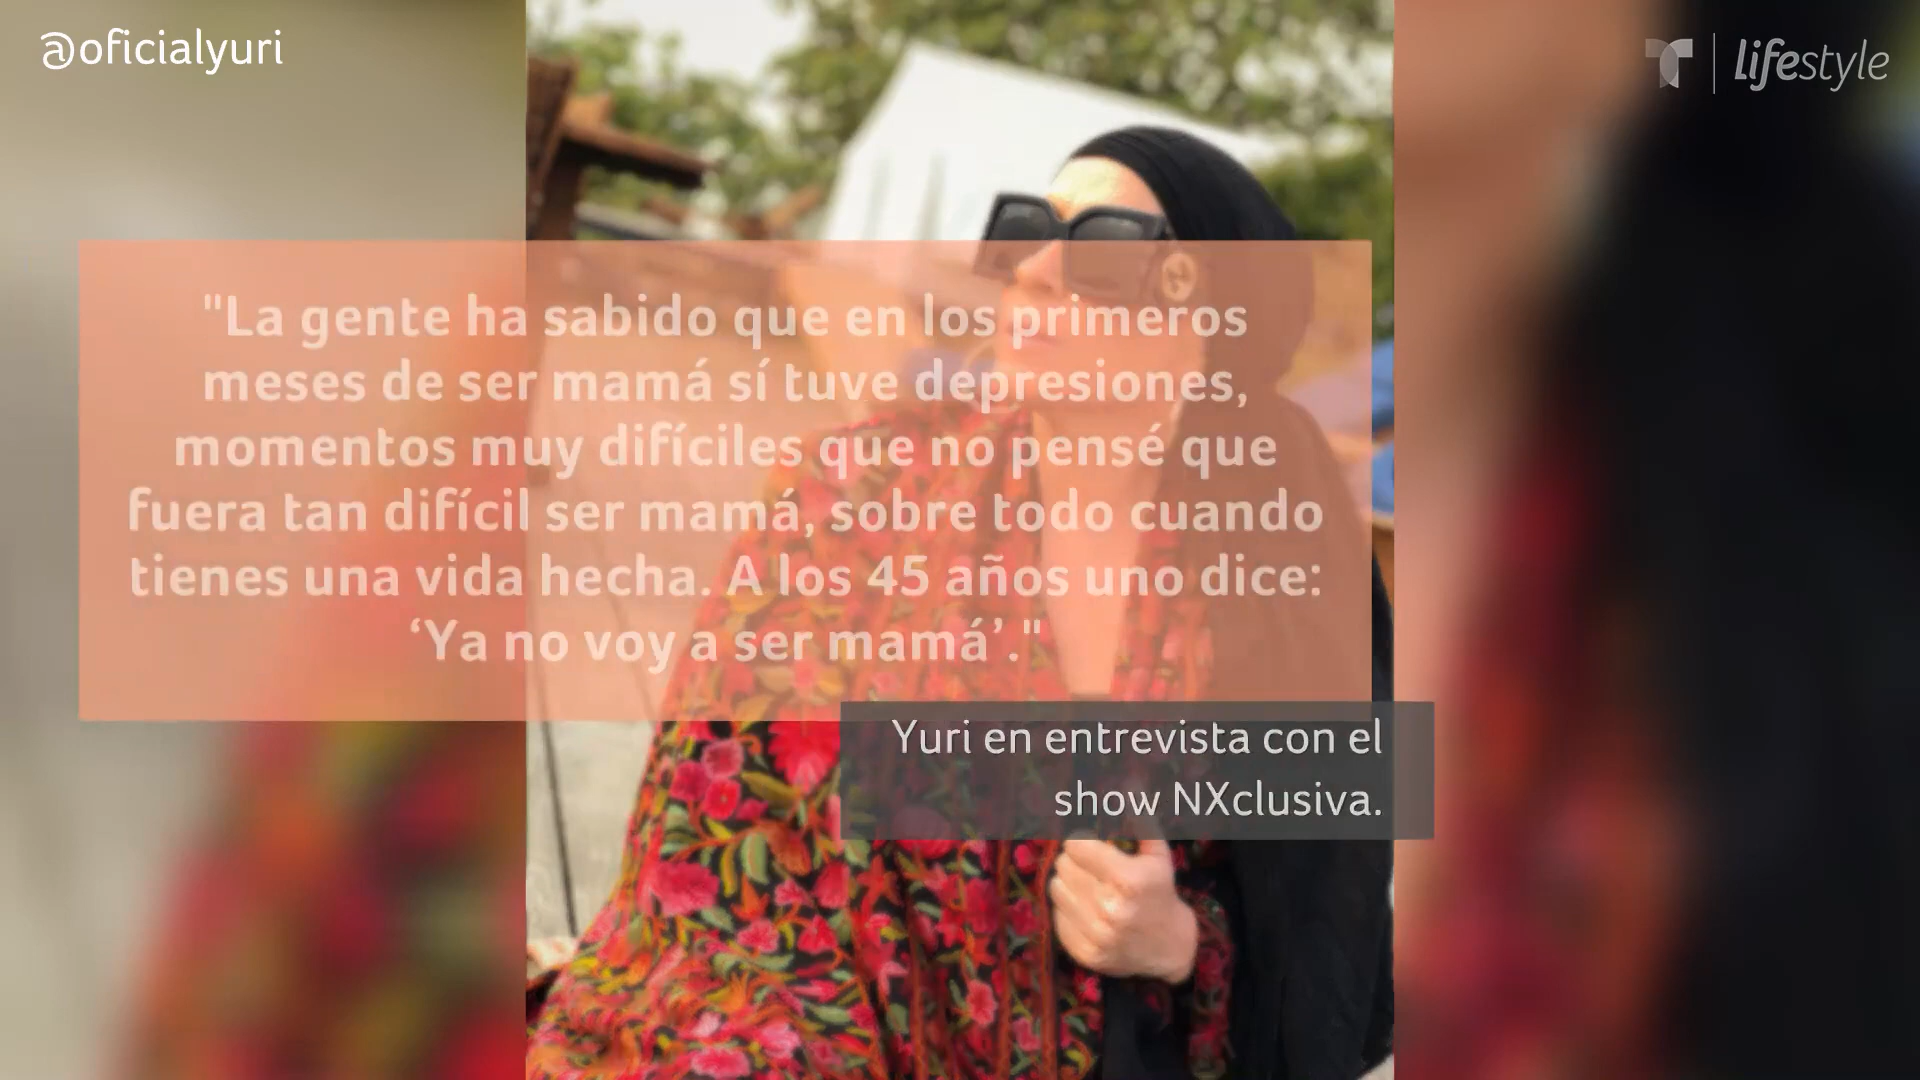 @oficialyuri
lifestyle
"La gente ha sabido que en los primeros
meses de ser mamá sí tuve depresiones,
momentos muy difíciles que no pensé que
fuera tan difícil ser mamá, sobre todo cuando
tienes una vida hecha. A los 45 años uno dice:
‘Ya no voy a ser mamá’."
Yuri en entrevista con el
show NXclusiva.